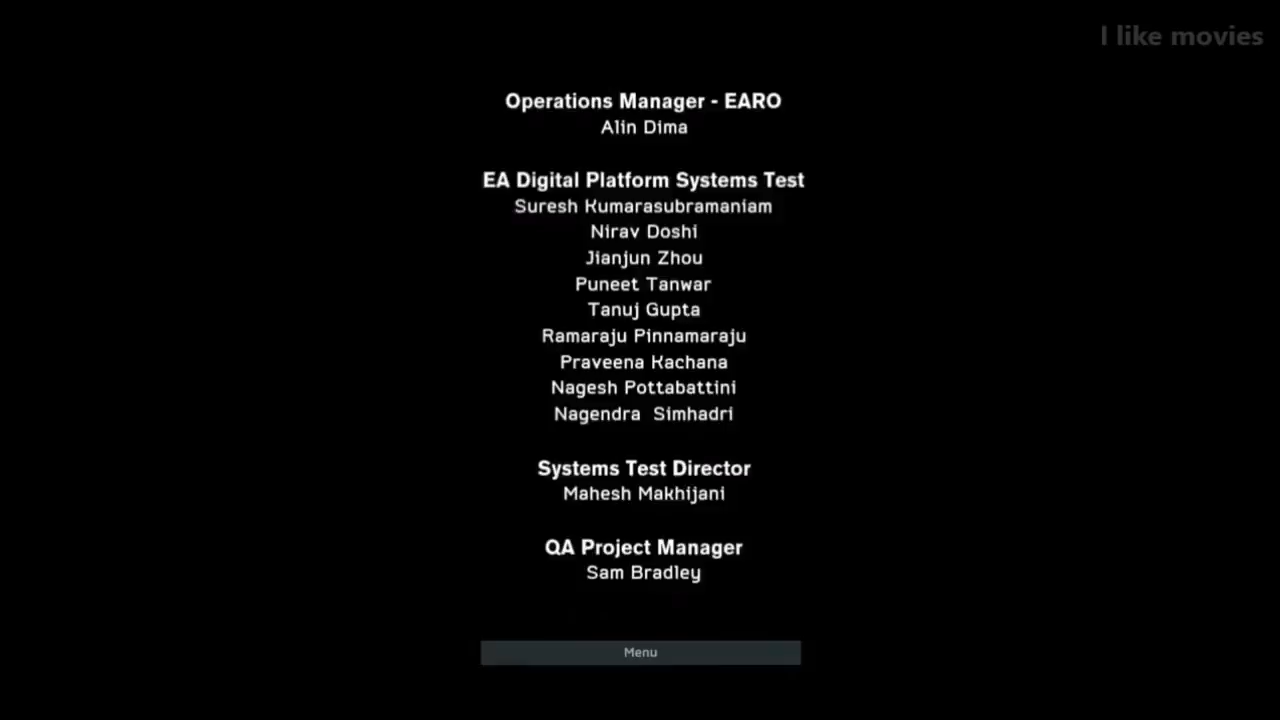 I like movies
Operations Manager - EARO
Alin Dima
EA Digital Platform Systems Test
Suresh Kumarasubramaniam
Nirav Doshi
Jianjun Zhou
Puneet Tanwar
Tanuj Gupta
Ramaraju Pinnamaraju
Praveena Kachana
Nagesh Pottabattini
Nagendra  Simhadri
Systems Test Director
Mahesh Makhijani
QA Project Manager
Sam Bradley
Menu